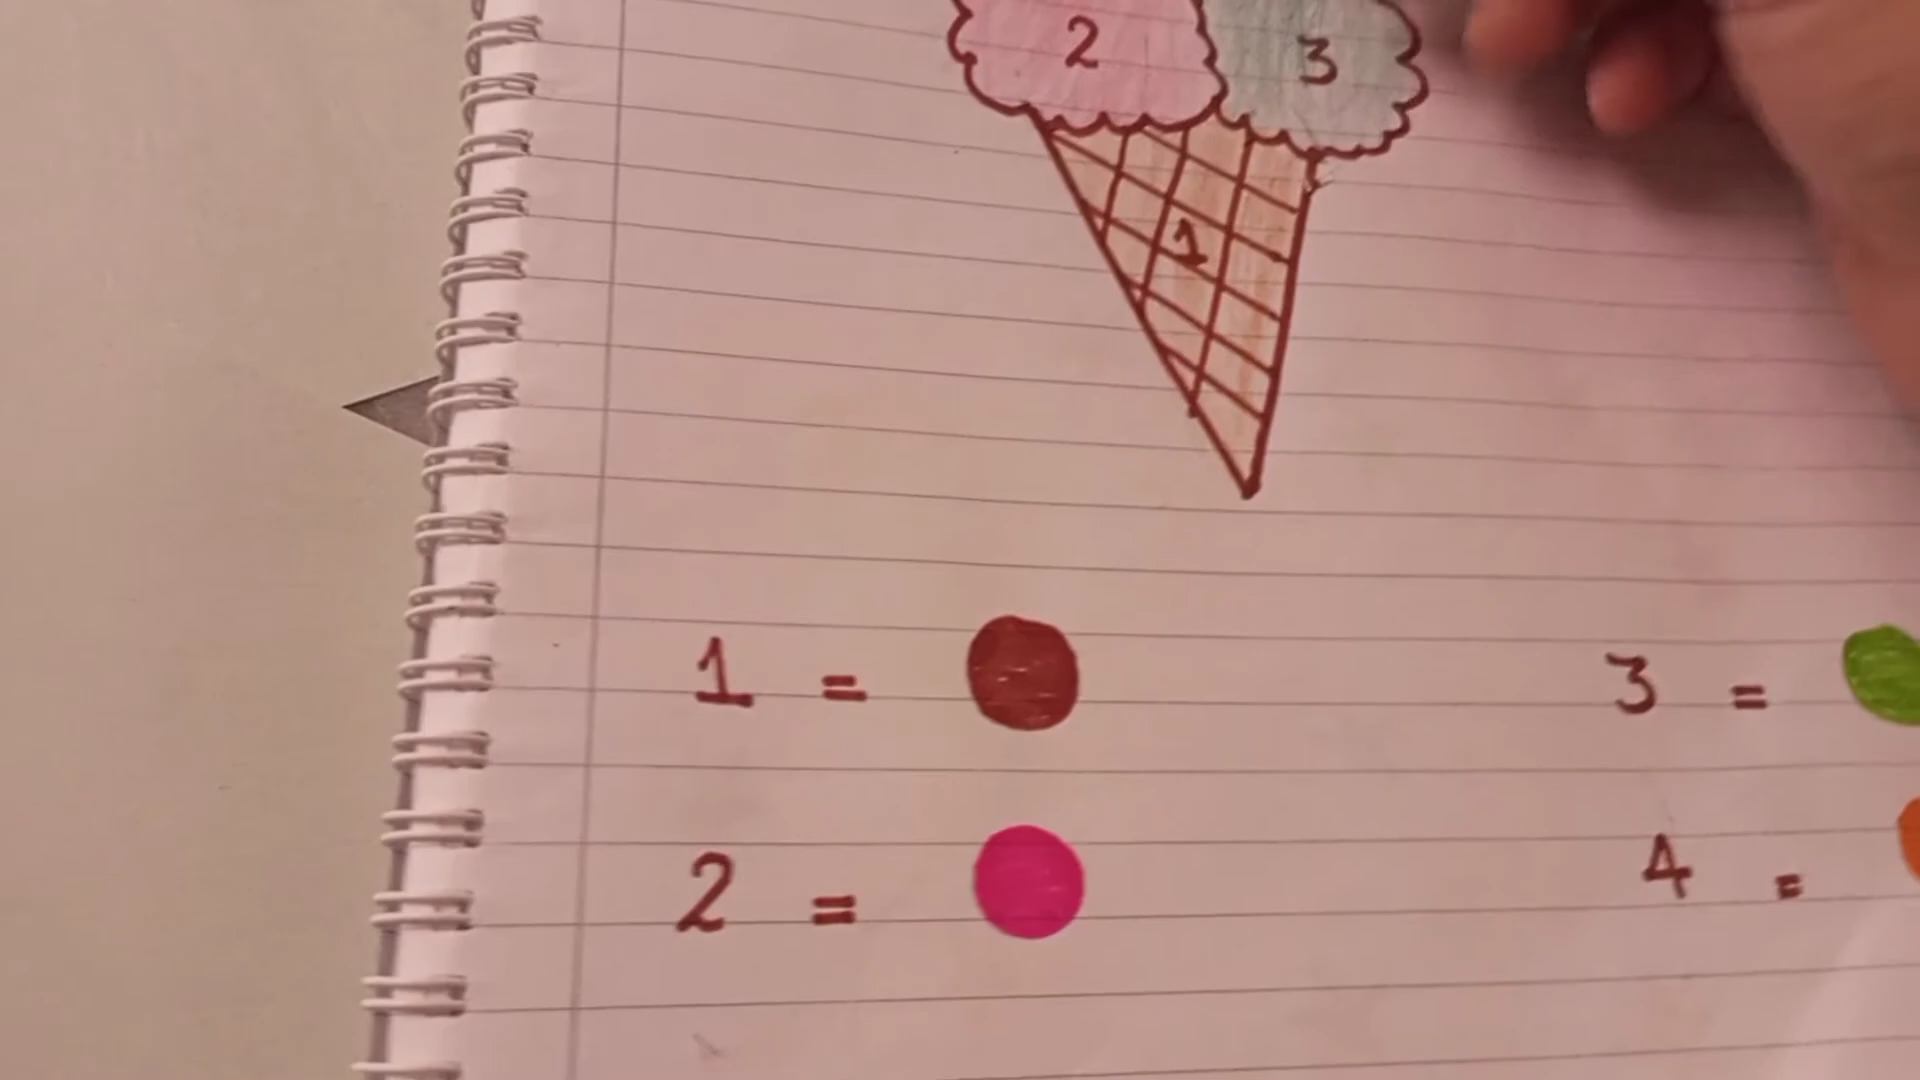 2 3
1
1 = 3 =
2 = 4 =